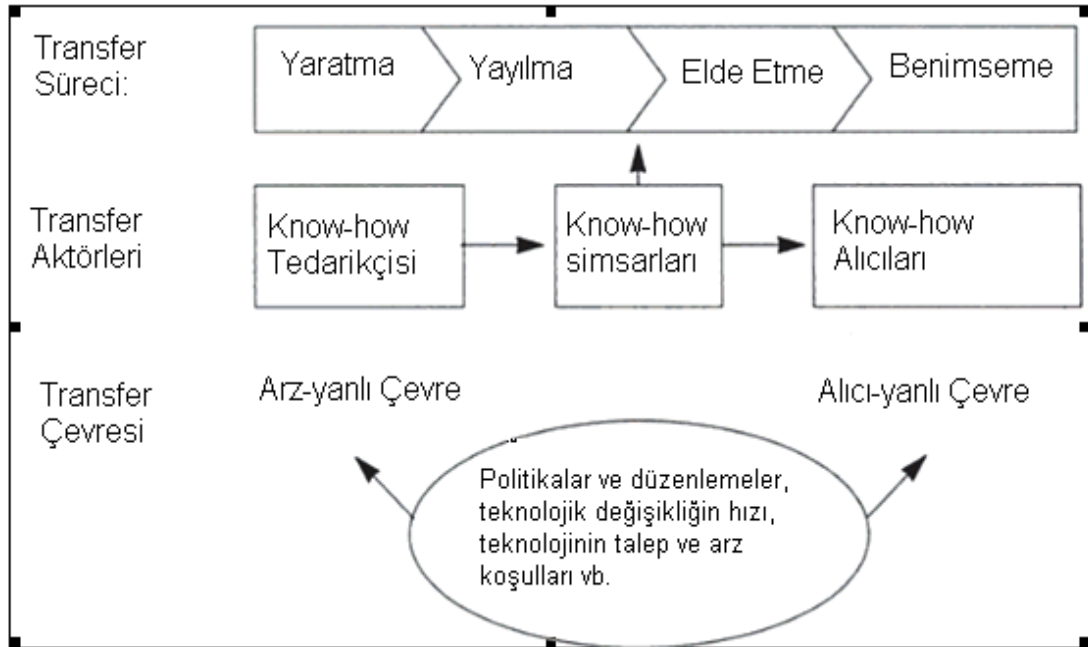 Transfer
Süreci:
Yaratma
Yayılma
Elde Etme
Benimseme
Transfer
Aktörleri
Know-how
Tedarikçisi
Know-how
simsarları
Know-how
Alıcıları
Transfer
Çevresi
Arz-yanlı Çevre
Alıcı-yanlı Çevre
Politikalar ve düzenlemeler,
teknolojik değişikliğin hızı,
teknolojinin talep ve arz
koşulları vb.